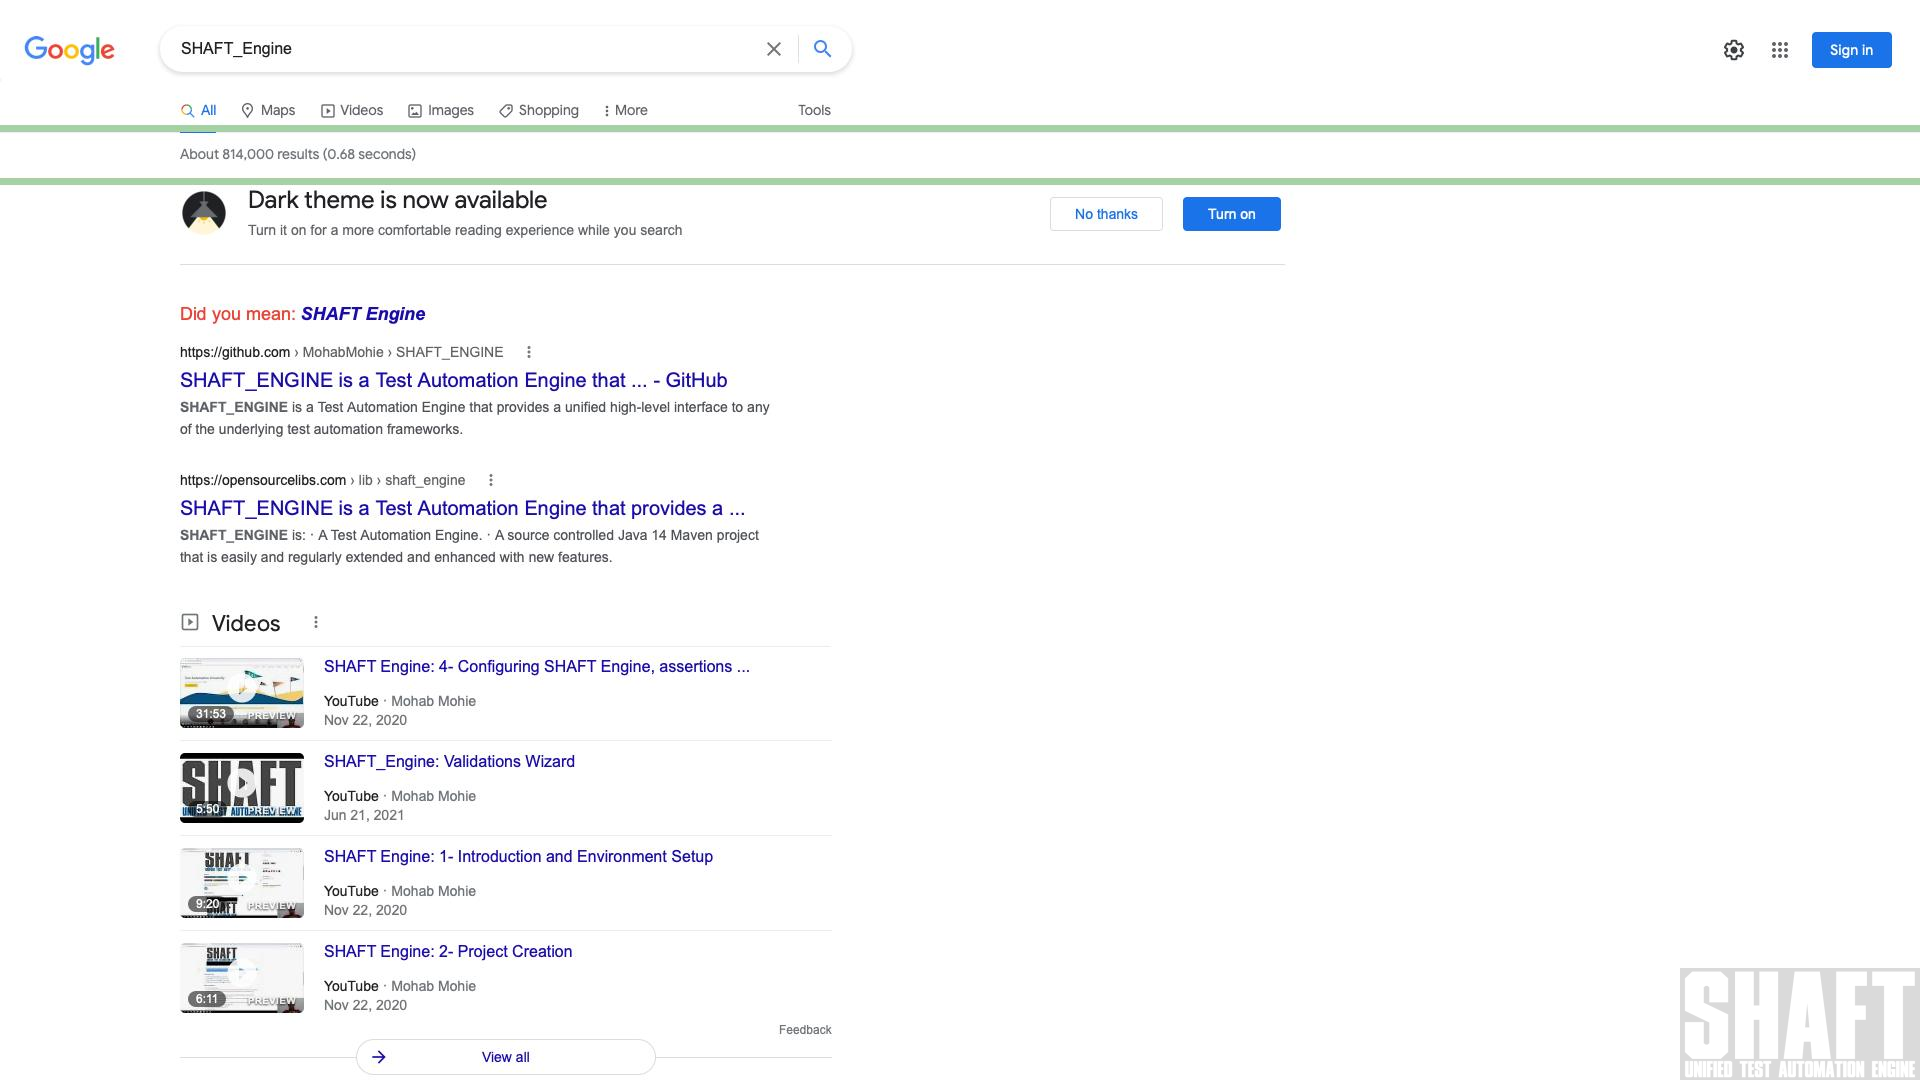 Google
SHAFT_Engine
Sign in
All
Maps
Videos
Images
Shopping
More
Tools
About 814,000 results (0.68 seconds)
Dark theme is now available
Turn it on for a more comfortable reading experience while you search
No thanks
Turn on
Did you mean: SHAFT Engine
https://github.com › MohabMohie › SHAFT_ENGINE
SHAFT_ENGINE is a Test Automation Engine that ... - GitHub
SHAFT_ENGINE is a Test Automation Engine that provides a unified high-level interface to any
of the underlying test automation frameworks.
https://opensourcelibs.com › lib › shaft_engine
SHAFT_ENGINE is a Test Automation Engine that provides a ...
SHAFT_ENGINE is: · A Test Automation Engine. · A source controlled Java 14 Maven project
that is easily and regularly extended and enhanced with new features.
Videos
SHAFT Engine: 4- Configuring SHAFT Engine, assertions ...
31:53
PREVIEW
YouTube · Mohab Mohie
Nov 22, 2020
SHAFT_Engine: Validations Wizard
SHAFT
5:50
PREVIEW
YouTube · Mohab Mohie
Jun 21, 2021
SHAFT Engine: 1- Introduction and Environment Setup
SHAFT
9:20
PREVIEW
YouTube · Mohab Mohie
Nov 22, 2020
SHAFT Engine: 2- Project Creation
SHAFT
6:11
PREVIEW
YouTube · Mohab Mohie
Nov 22, 2020
Feedback
View all
SHAFT
UNIFIED TEST AUTOMATION ENGINE